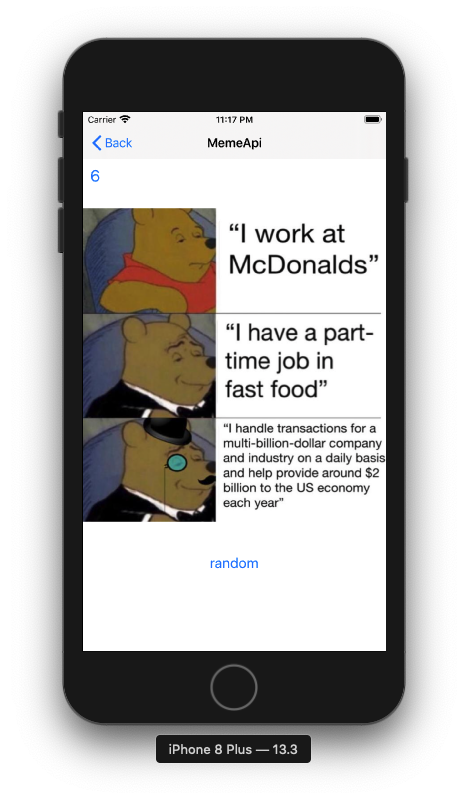 Carrier 11:17 PM
Back MemeApi
6
“I work at
McDonalds”
“I have a part-
time job in
fast food”
“I handle transactions for a
multi-billion-dollar company
and industry on a daily basis
and help provide around $2
billion to the US economy
each year”
random
iPhone 8 Plus — 13.3